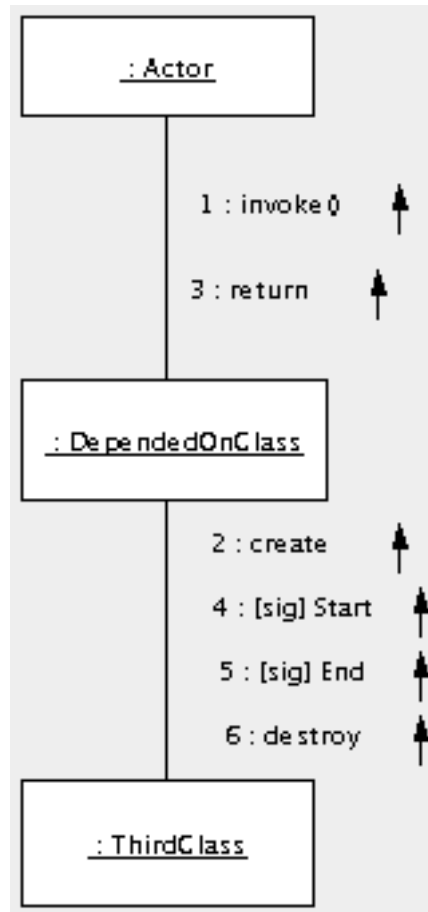 : Actor
1 : invoke()
3 : return
: DependedOnClass
2 : create
4 : [sig] Start
5 : [sig] End
6 : destroy
: ThirdClass